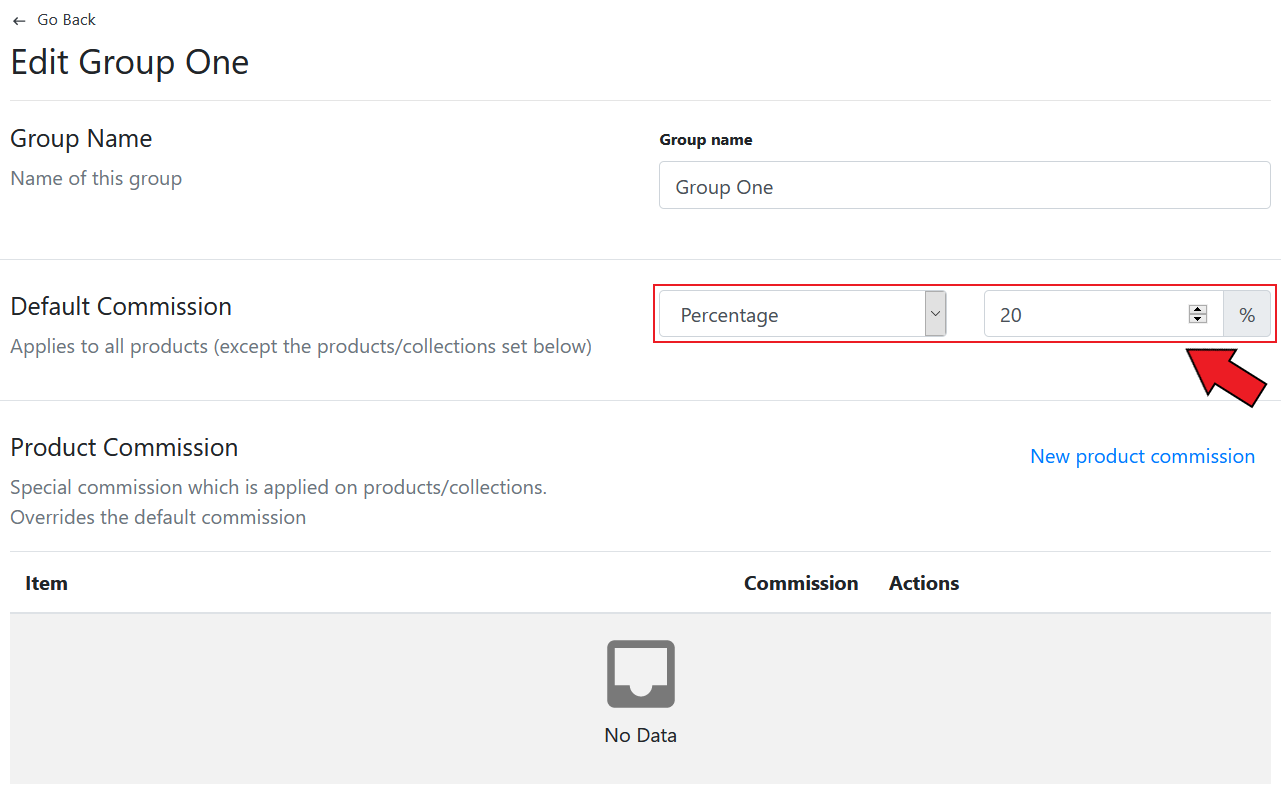 ← Go Back
Edit Group One
Group Name
Name of this group
Group name
Group One
Default Commission
Applies to all products (except the products/collections set below)
Percentage
20
%
Product Commission
Special commission which is applied on products/collections.
Overrides the default commission
New product commission
Item Commission Actions
No Data